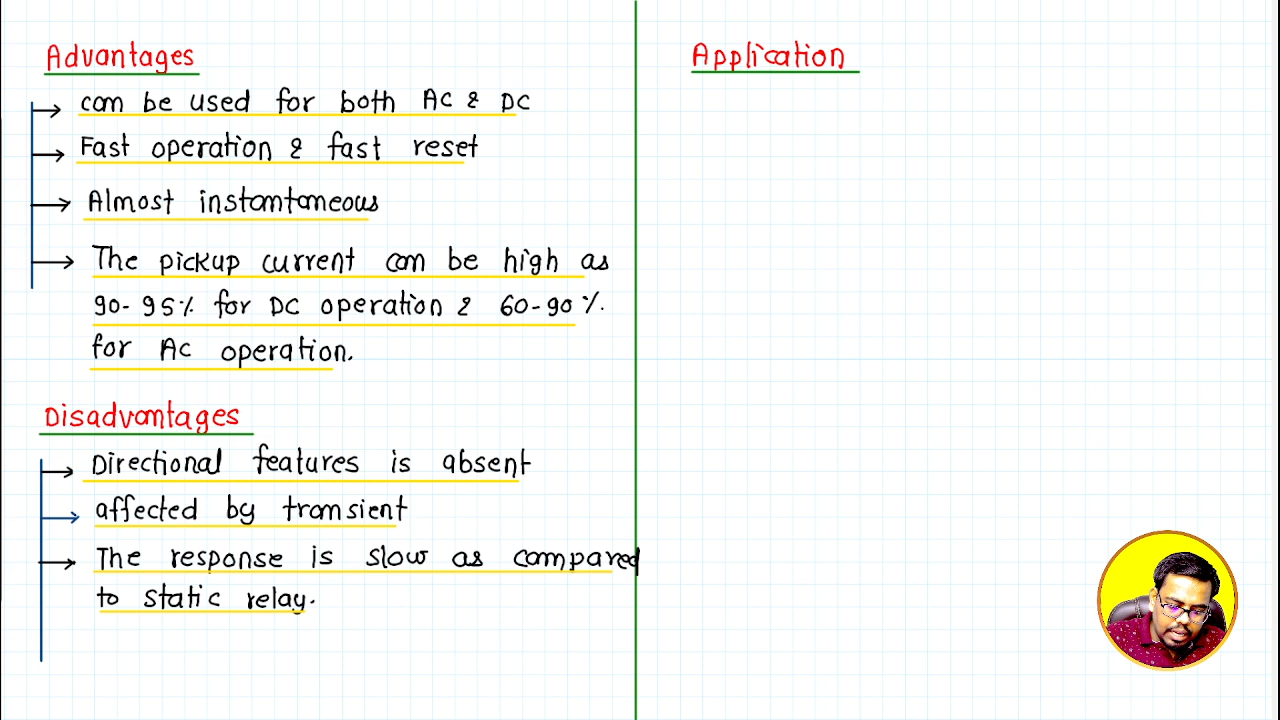 Advantages
can be used for both AC & DC
Fast operation & fast reset
Almost instantaneous
The pickup current can be high as
90-95% for DC operation & 60-90%
for AC operation.
Disadvantages
Directional features is absent
affected by transient
The response is slow as compared
to static relay.
Application